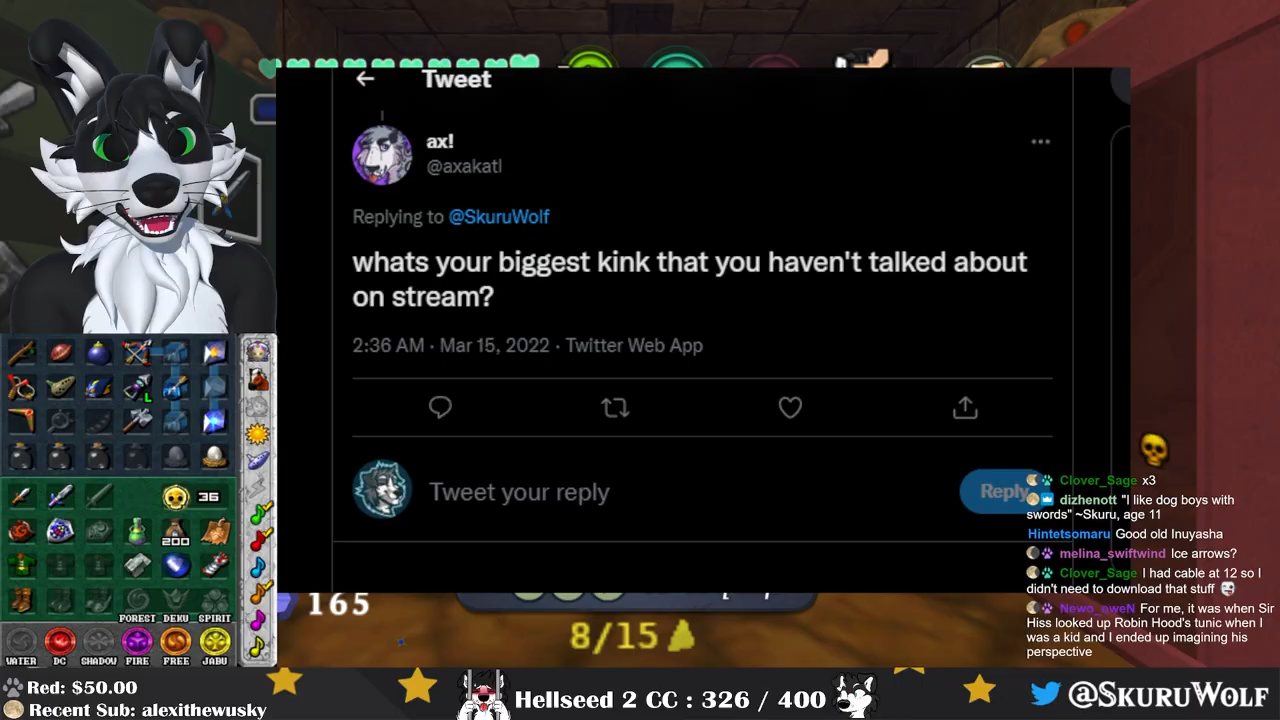 Tweet
ax!
@axakatl
Replying to @SkuruWolf
whats your biggest kink that you haven't talked about
on stream?
2:36 AM · Mar 15, 2022 · Twitter Web App
Tweet your reply
Reply
L
36
200
FOREST DEKU SPIRIT
WATER DC SHADOW FIRE FREE JABU
165
8/15
Clover_Sage x3
dizhenott "I like dog boys with
swords" ~Skuru, age 11
Hintetsomaru Good old Inuyasha
melina_swiftwind Ice arrows?
Clover_Sage I had cable at 12 so I
didn't need to download that stuff
Newo_oweN For me, it was when Sir
Hiss looked up Robin Hood's tunic when I
was a kid and I ended up imagining his
perspective
Red: $50.00
Recent Sub: alexithewusky
Hellseed 2 CC : 326 / 400
@SkuruWolf